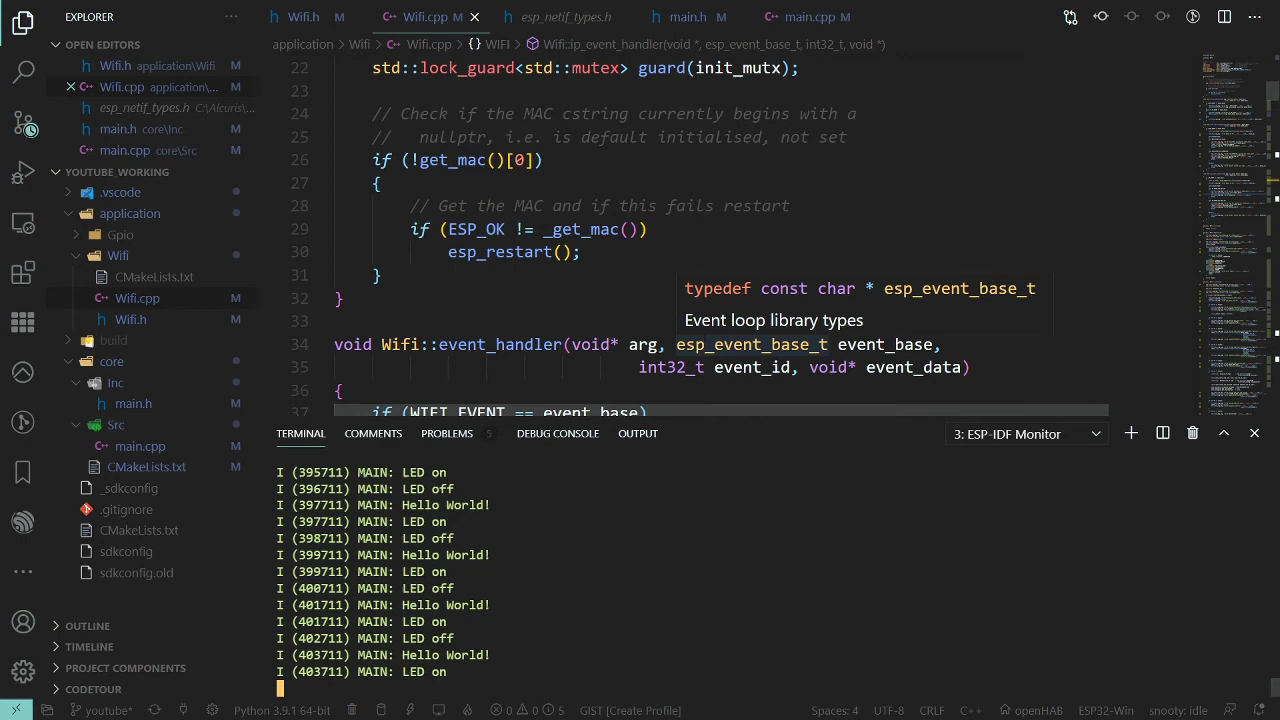 EXPLORER
OPEN EDITORS
Wifi.h application\Wifi
Wifi.cpp application\...
esp_netif_types.h C:\Alcuris\...
main.h core\Inc
main.cpp core\Src
YOUTUBE_WORKING
.vscode
application
Gpio
Wifi
CMakeLists.txt
Wifi.cpp M
Wifi.h M
build
core
Inc
main.h M
Src
main.cpp M
CMakeLists.txt M
_sdkconfig
.gitignore
CMakeLists.txt
sdkconfig
sdkconfig.old
OUTLINE
TIMELINE
PROJECT COMPONENTS
CODETOUR
Wifi.h M Wifi.cpp M esp_netif_types.h main.h M main.cpp M
application Wifi Wifi.cpp {} WIFI Wifi::ip_event_handler(void *, esp_event_base_t, int32_t, void *)
22 std::lock_guard<std::mutex> guard(init_mutx);
23
24 // Check if the MAC cstring currently begins with a
25 // nullptr, i.e. is default initialised, not set
26 if (!get_mac()[0])
27 {
28 // Get the MAC and if this fails restart
29 if (ESP_OK != _get_mac())
30 esp_restart();
31 }
32 }
33
typedef const char * esp_event_base_t
Event loop library types
34 void Wifi::event_handler(void* arg, esp_event_base_t event_base,
35 int32_t event_id, void* event_data)
36 {
37 if (WIFI_EVENT == event_base)
TERMINAL COMMENTS PROBLEMS 5 DEBUG CONSOLE OUTPUT 3: ESP-IDF Monitor
I (395711) MAIN: LED on
I (396711) MAIN: LED off
I (397711) MAIN: Hello World!
I (397711) MAIN: LED on
I (398711) MAIN: LED off
I (399711) MAIN: Hello World!
I (399711) MAIN: LED on
I (400711) MAIN: LED off
I (401711) MAIN: Hello World!
I (401711) MAIN: LED on
I (402711) MAIN: LED off
I (403711) MAIN: Hello World!
I (403711) MAIN: LED on
youtube* Python 3.9.1 64-bit 0 0 5 GIST [Create Profile] Spaces: 4 UTF-8 CRLF C++ openHAB ESP32-Win snooty: idle